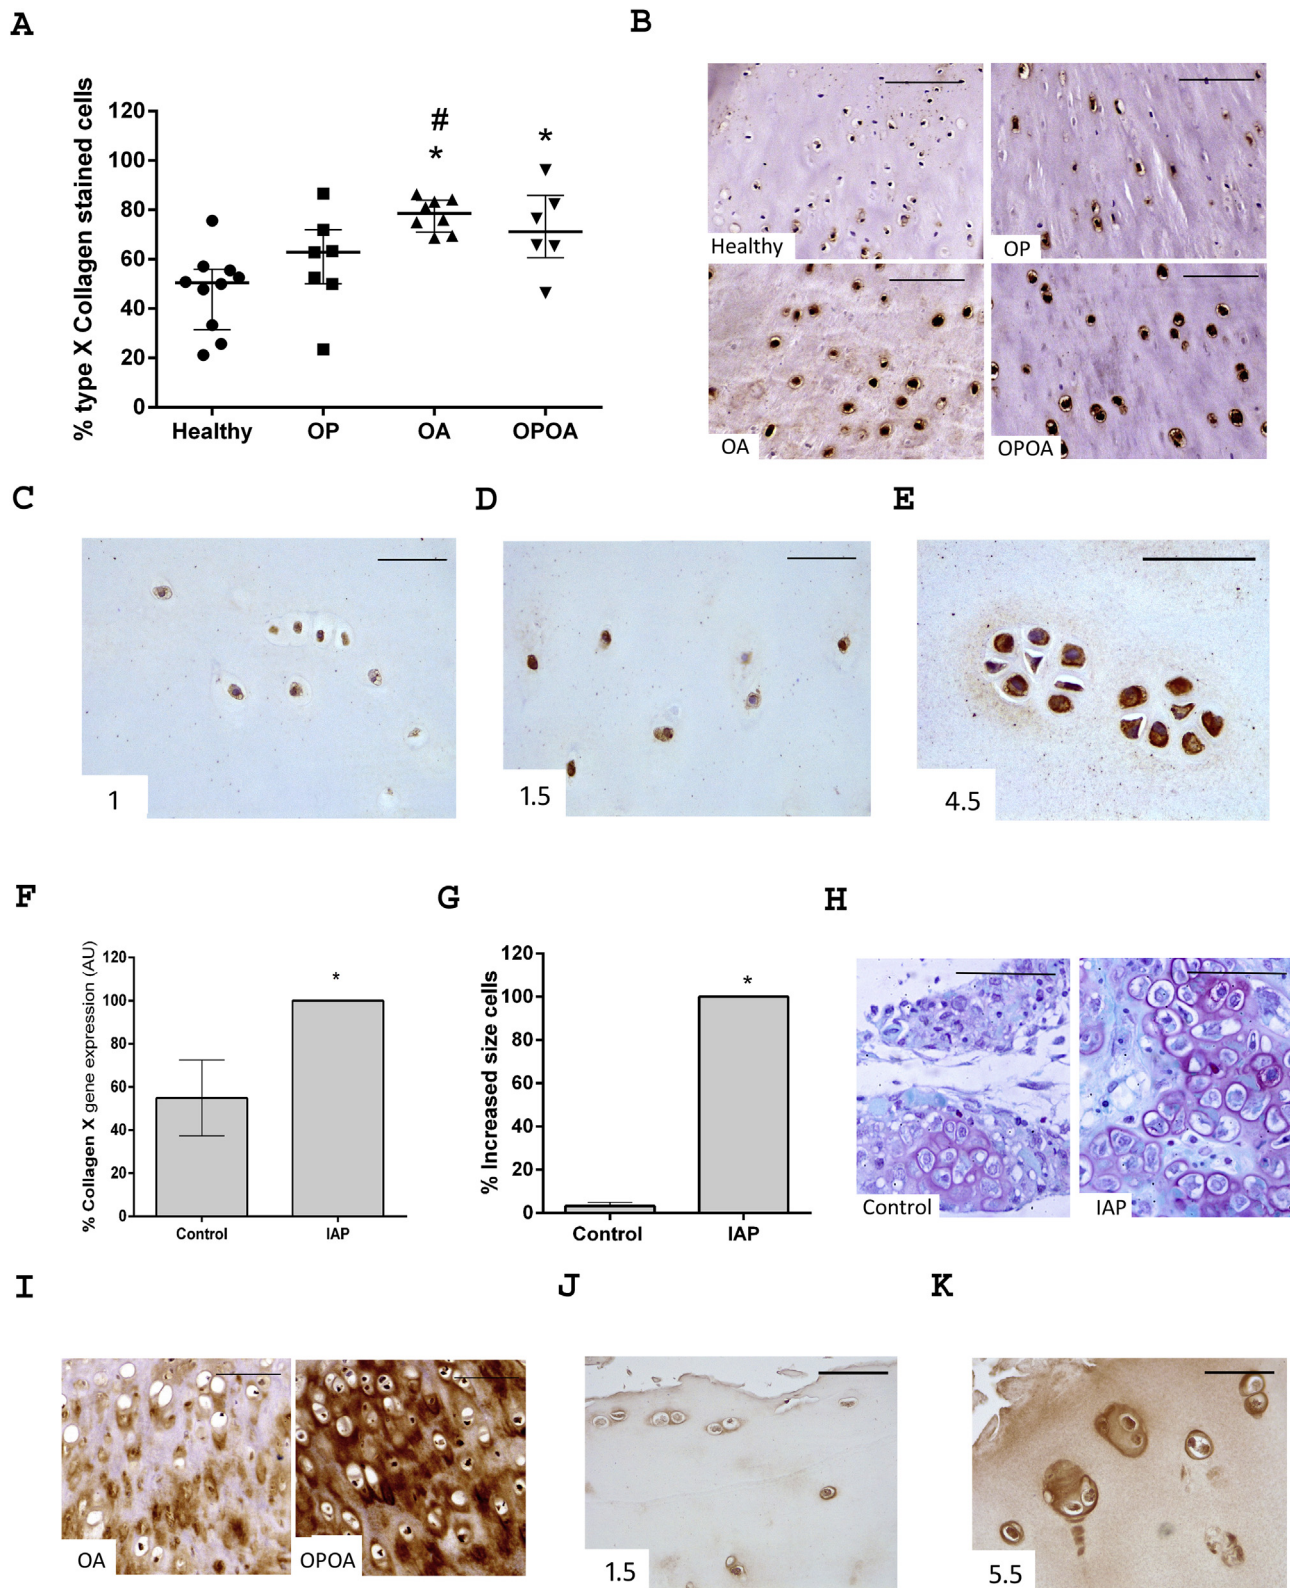 A
B
% type X Collagen stained cells
120
100
80
60
40
20
0
#
*
*
Healthy
OP
OA
OPOA
Healthy
OP
OA
OPOA
C
D
E
1
1.5
4.5
F
G
H
% Collagen X gene expression (AU)
120
100
80
60
40
20
0
*
Control
IAP
% Increased size cells
120
100
80
60
40
20
0
*
Control
IAP
Control
IAP
I
J
K
OA
OPOA
1.5
5.5